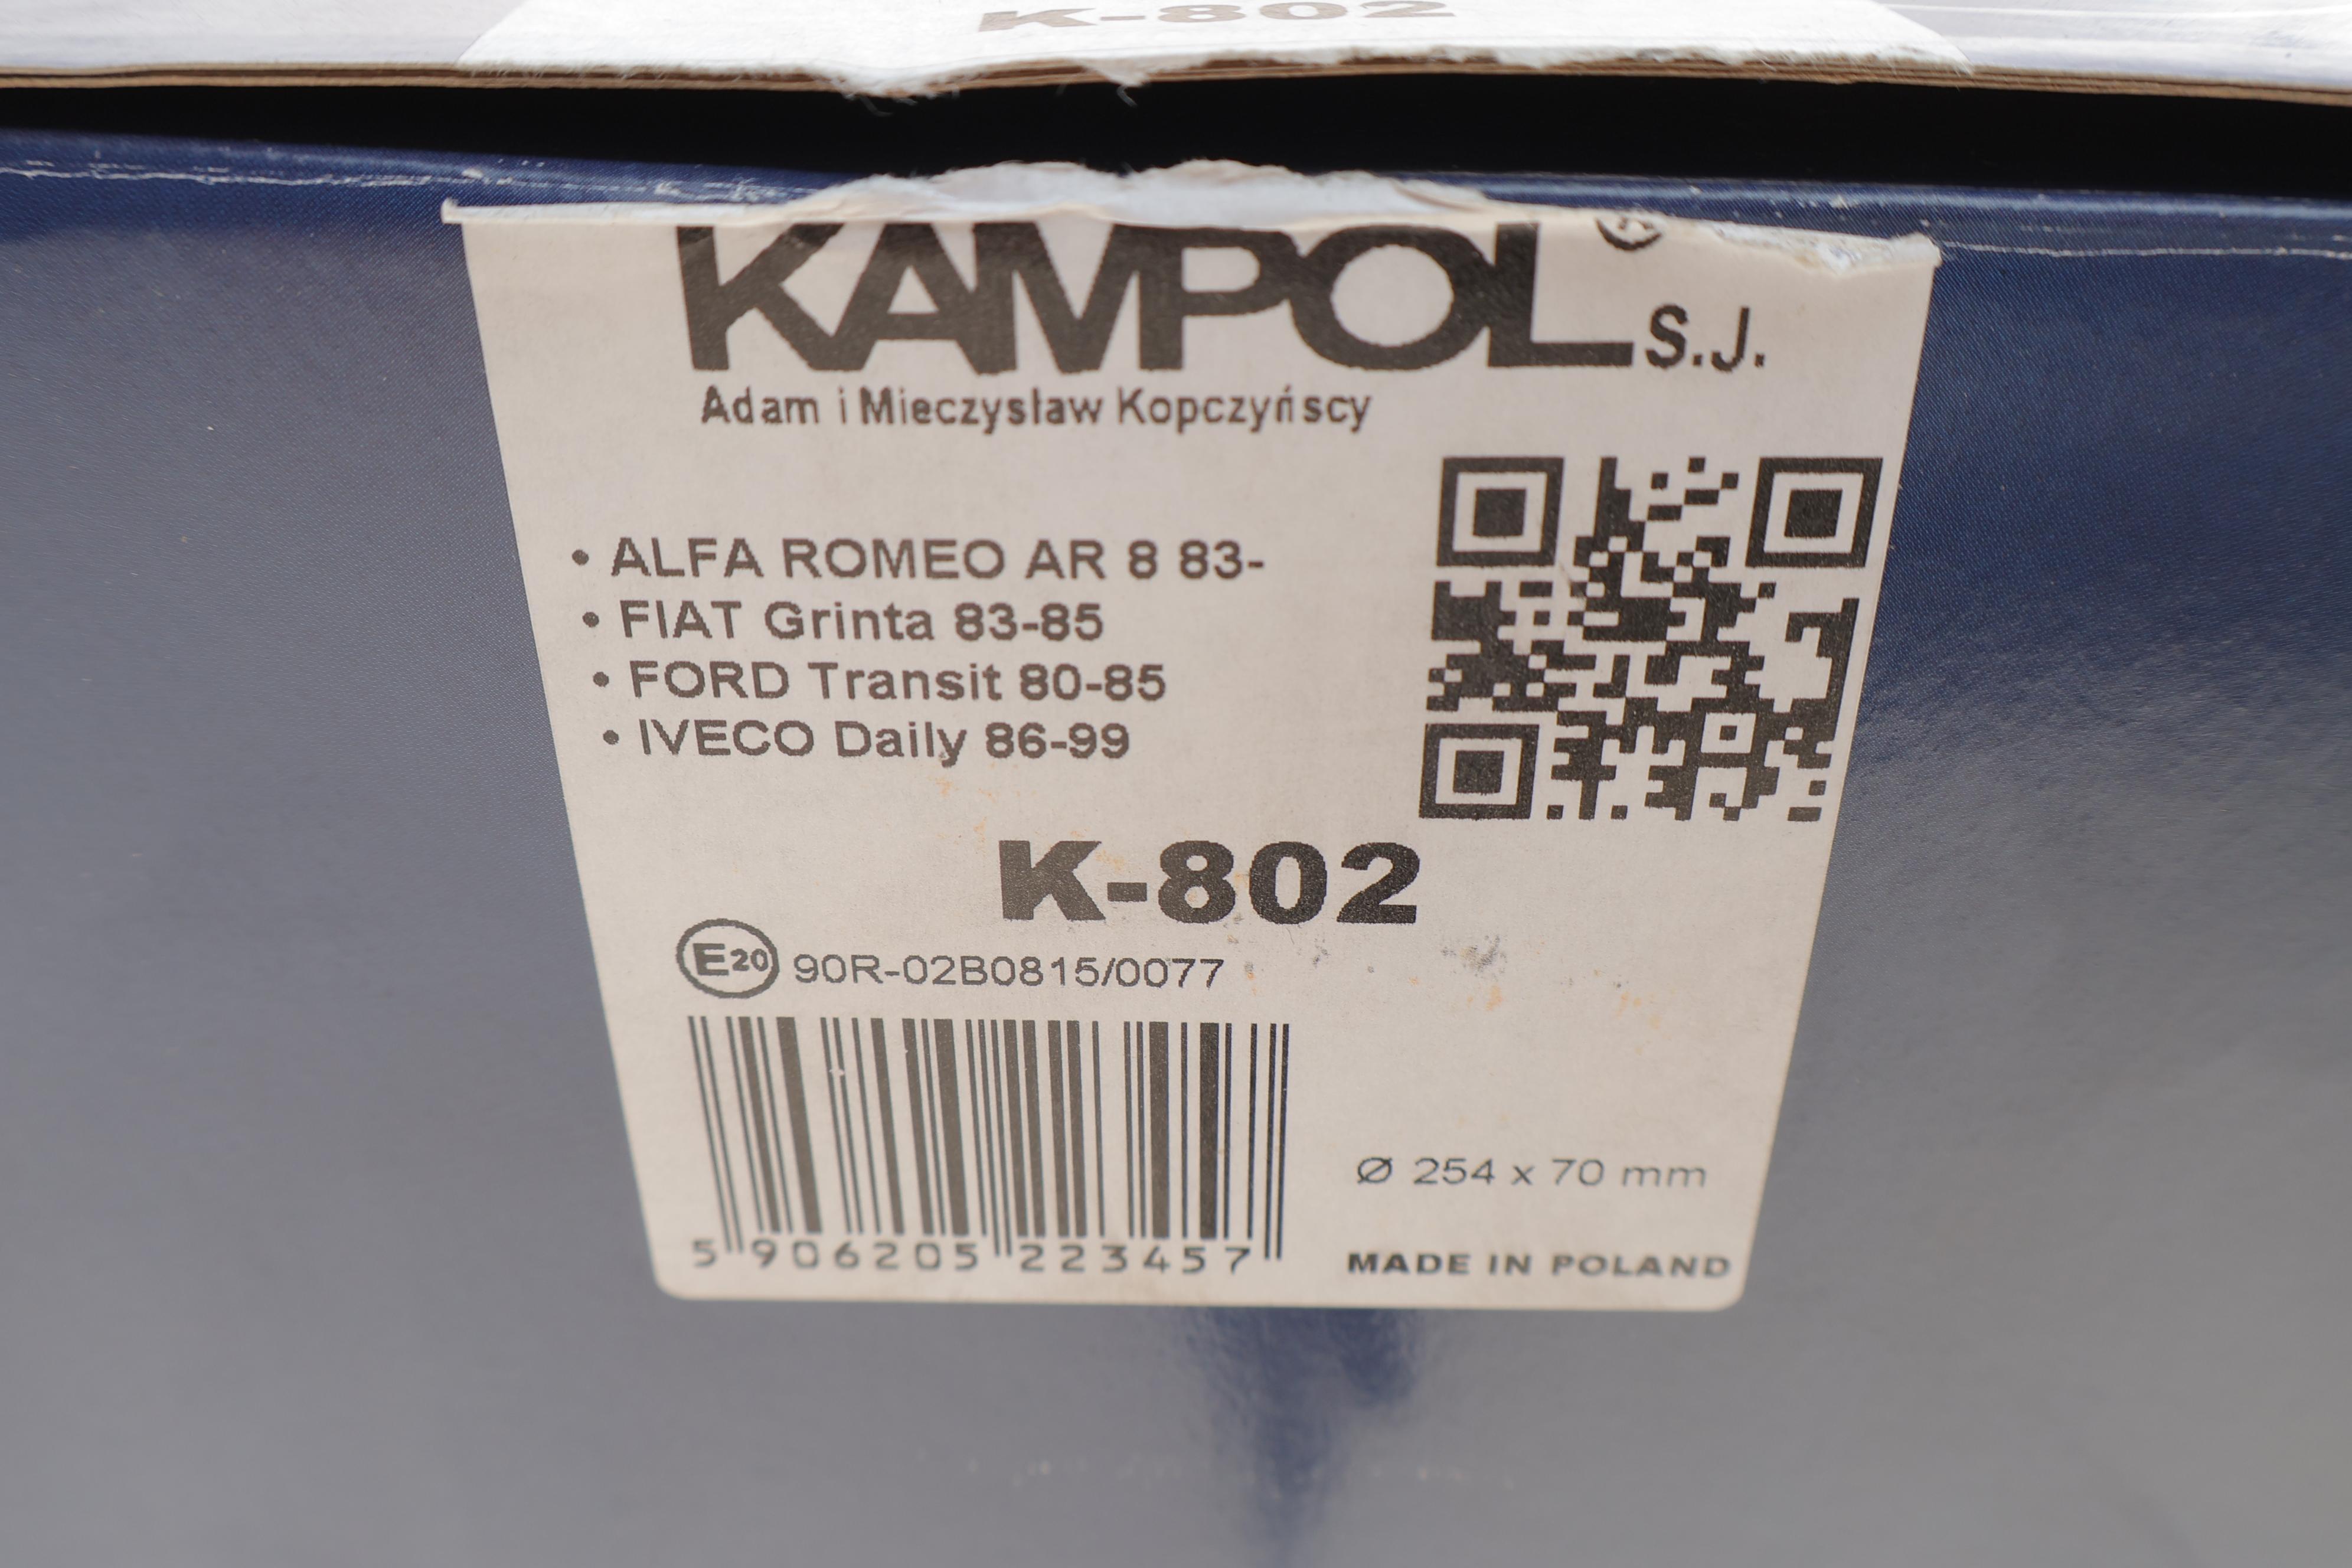 K-802
KAMPOL® S.J.
Adam i Mieczysław Kopczyńscy
• ALFA ROMEO AR 8 83-
• FIAT Grinta 83-85
• FORD Transit 80-85
• IVECO Daily 86-99
K-802
E20 90R-02B0815/0077
5 906205 223457
Ø 254 x 70 mm
MADE IN POLAND